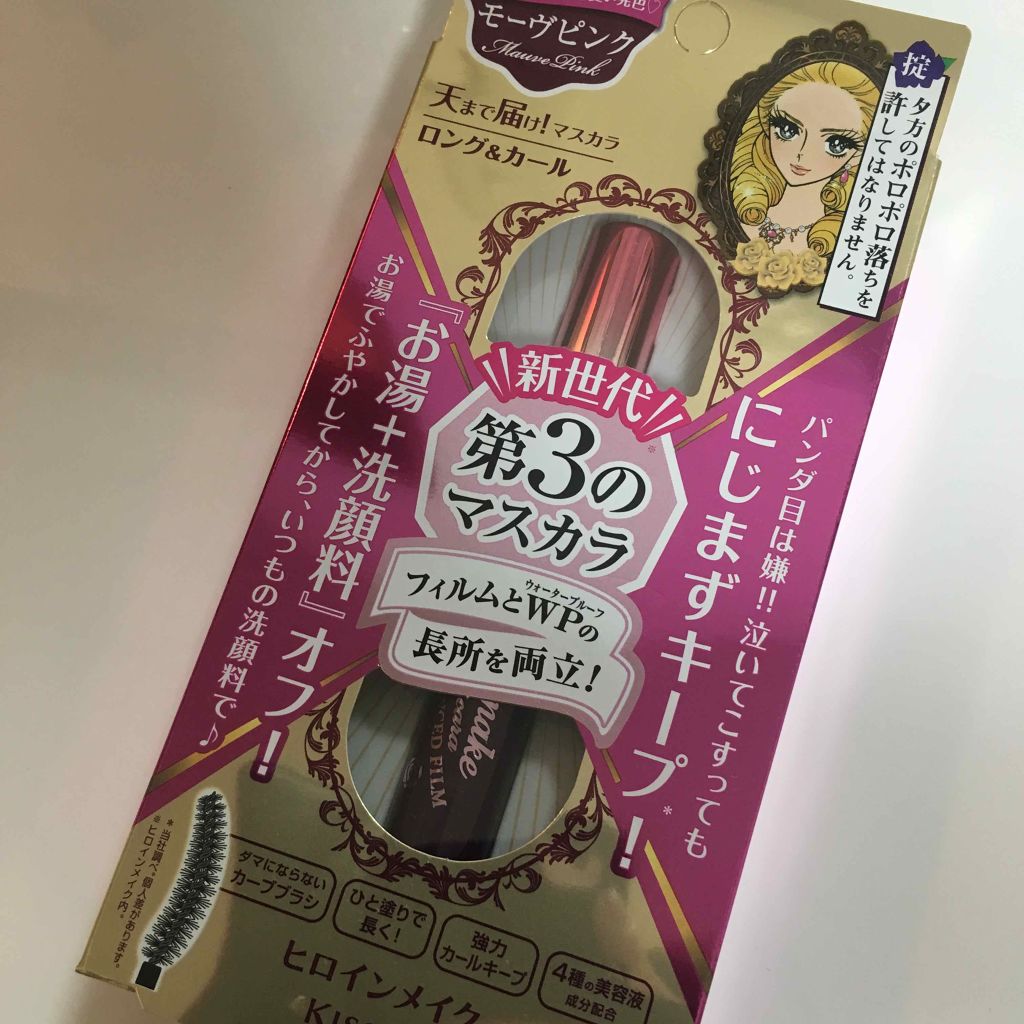 発色♡
モーヴピンク
Mauve Pink
天まで届け!マスカラ
ロング&カール
掟
夕方のポロポロ落ちを
許してはなりません。
パンダ目は嫌!!泣いてこすっても
にじまずキープ*!
\\新世代//
第3の*
マスカラ
ウォータープルーフ
フィルムとWPの
長所を両立!
『お湯+洗顔料』オフ!
お湯でふやかしてから、いつもの洗顔料で♪
make
CED FILM
* 当社調べ。個人差があります。
※ ヒロインメイク内。
ダマにならない
カーブブラシ
ひと塗りで
長く!
強力
カールキープ
4種の美容液
成分配合
ヒロインメイク